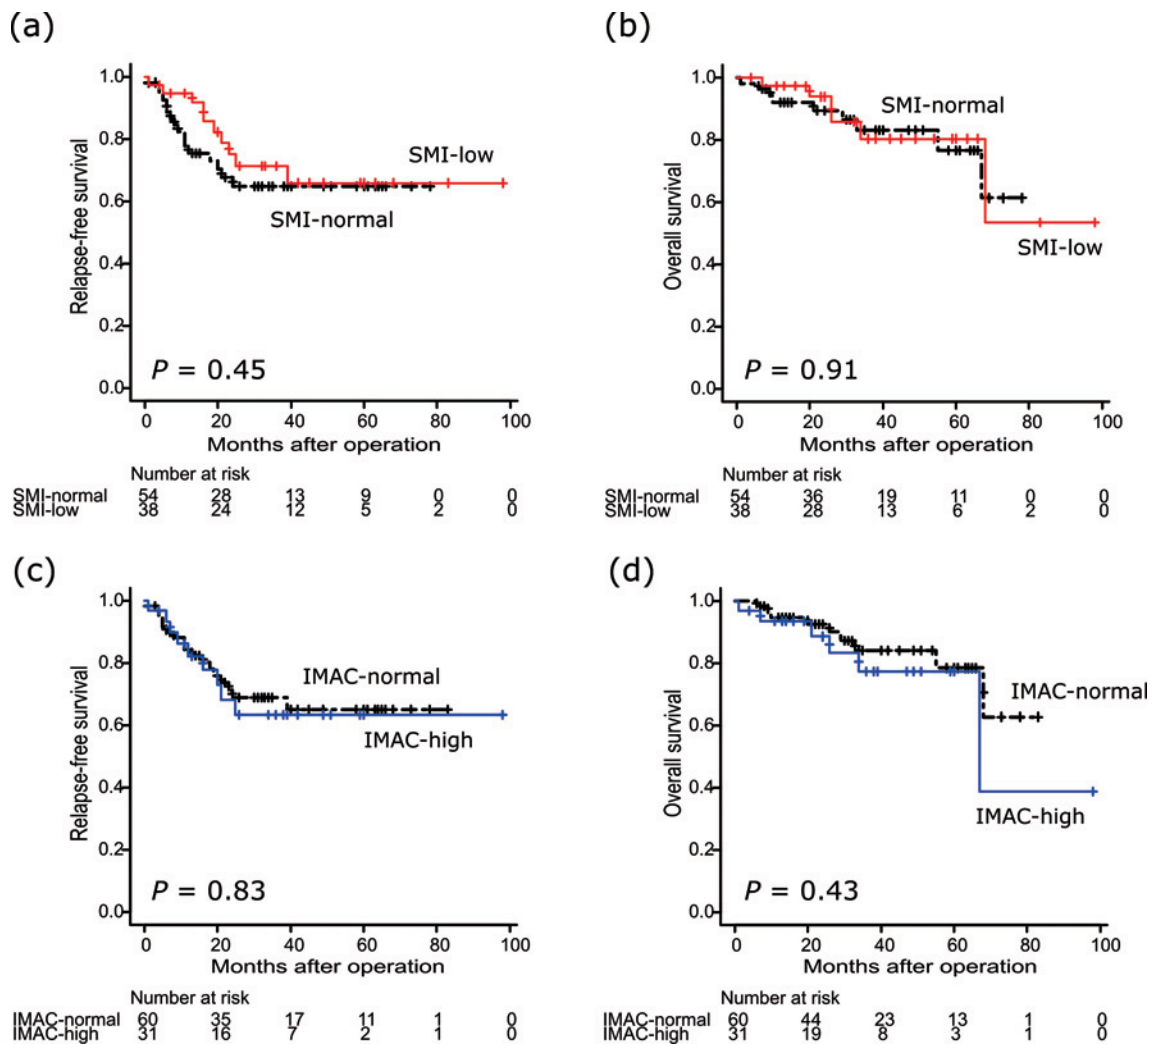 (a)
Relapse-free survival
1.0
0.8
0.6
0.4
0.2
0.0
SMI-low
SMI-normal
P = 0.45
0 20 40 60 80 100
Months after operation
Number at risk
SMI-normal 54 28 13 9 0 0
SMI-low 38 24 12 5 2 0
(b)
Overall survival
1.0
0.8
0.6
0.4
0.2
0.0
SMI-normal
SMI-low
P = 0.91
0 20 40 60 80 100
Months after operation
Number at risk
SMI-normal 54 36 19 11 0 0
SMI-low 38 28 13 6 2 0
(c)
Relapse-free survival
1.0
0.8
0.6
0.4
0.2
0.0
IMAC-normal
IMAC-high
P = 0.83
0 20 40 60 80 100
Months after operation
Number at risk
IMAC-normal 60 35 17 11 1 0
IMAC-high 31 16 7 2 1 0
(d)
Overall survival
1.0
0.8
0.6
0.4
0.2
0.0
IMAC-normal
IMAC-high
P = 0.43
0 20 40 60 80 100
Months after operation
Number at risk
IMAC-normal 60 44 23 13 1 0
IMAC-high 31 19 8 3 1 0